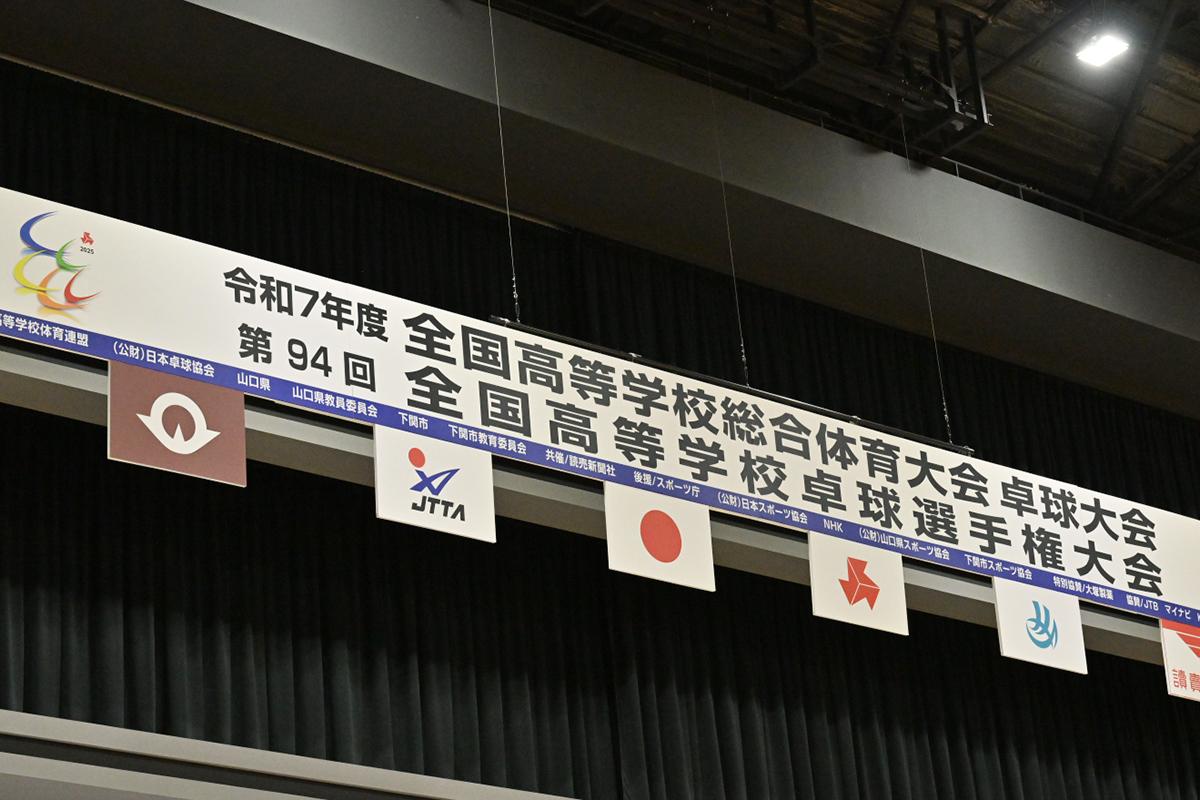 2025
令和7年度 全国高等学校総合体育大会 卓球大会
第94回 全国高等学校卓球選手権大会
高等学校体育連盟 (公財)日本卓球協会 山口県 山口県教員委員会 下関市 下関市教育委員会 共催/読売新聞社 後援/スポーツ庁 (公財)日本スポーツ協会 NHK (公財)山口県スポーツ協会 下関市スポーツ協会 特別協賛/大塚製薬 協賛/JTB マイナビ K
JTTA
讀賣